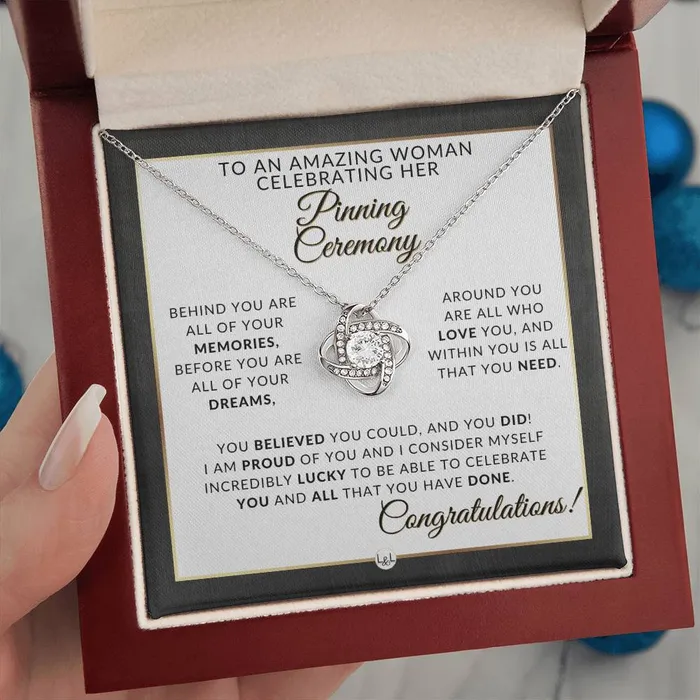 TO AN AMAZING WOMAN
CELEBRATING HER
Pinning
Ceremony
BEHIND YOU ARE
ALL OF YOUR
MEMORIES,
BEFORE YOU ARE
ALL OF YOUR
DREAMS,
AROUND YOU
ARE ALL WHO
LOVE YOU, AND
WITHIN YOU IS ALL
THAT YOU NEED.
YOU BELIEVED YOU COULD, AND YOU DID!
I AM PROUD OF YOU AND I CONSIDER MYSELF
INCREDIBLY LUCKY TO BE ABLE TO CELEBRATE
YOU AND ALL THAT YOU HAVE DONE.
Congratulations!
L&L